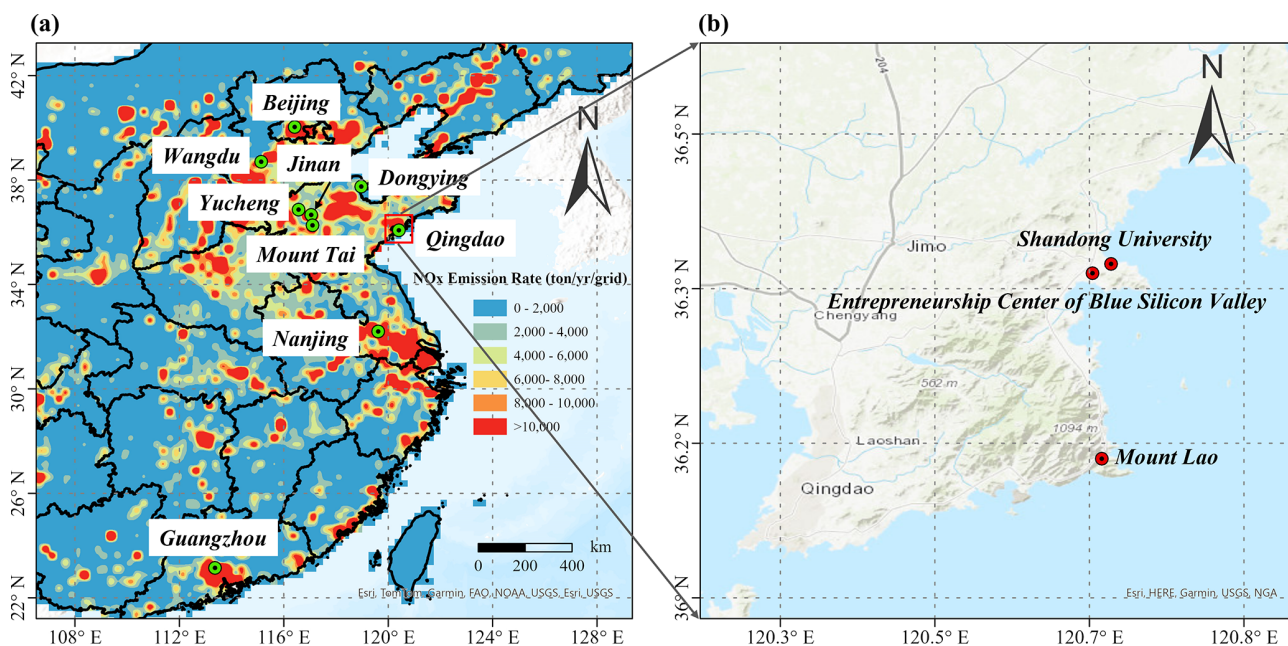 (a)
42° N
38° N
34° N
30° N
26° N
22° N
Beijing
Wangdu
Jinan
Dongying
Yucheng
Mount Tai
Qingdao
Nanjing
Guangzhou
N
NOx Emission Rate (ton/yr/grid)
0 - 2,000
2,000 - 4,000
4,000 - 6,000
6,000- 8,000
8,000 - 10,000
>10,000
0
200
400
km
Esri, TomTom, Garmin, FAO, NOAA, USGS, Esri, USGS
108° E
112° E
116° E
120° E
124° E
128° E
(b)
36.5° N
36.3° N
36.2° N
36° N
204
N
Jimo
Shandong University
Entrepreneurship Center of Blue Silicon Valley
Chengyang
562 m
1094 m
Laoshan
Mount Lao
Qingdao
Esri, HERE, Garmin, USGS, NGA
120.3° E
120.5° E
120.7° E
120.8° E